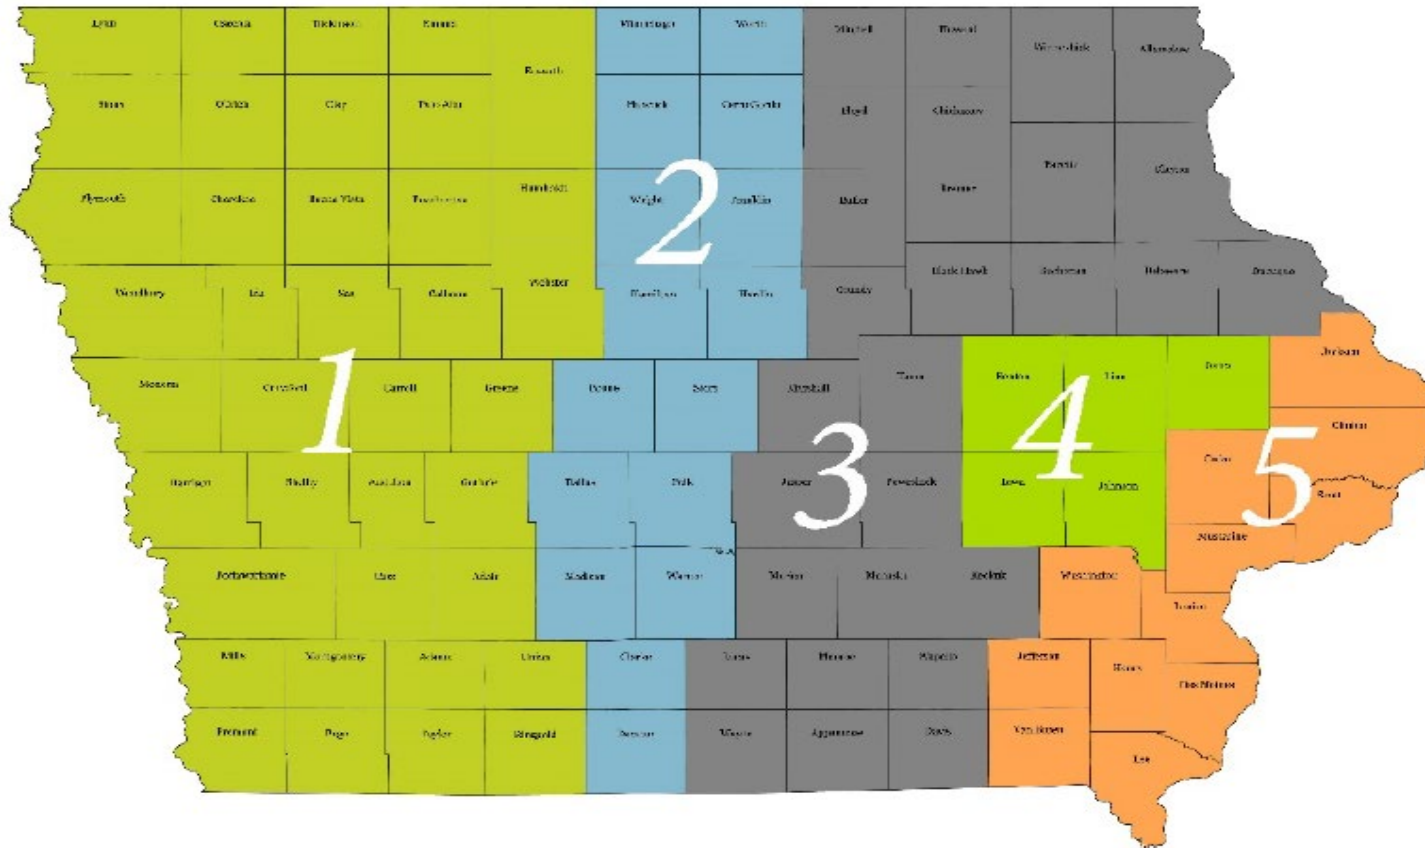 Lyon
Osceola
Dickinson
Emmet
Winnebago
Worth
Mitchell
Howard
Winneshiek
Allamakee
Kossuth
Sioux
O'Brien
Clay
Palo Alto
Hancock
Cerro Gordo
Floyd
Chickasaw
Fayette
Clayton
Plymouth
Cherokee
Buena Vista
Pocahontas
Humboldt
Wright
Franklin
Butler
Bremer
2
Woodbury
Ida
Sac
Calhoun
Webster
Hamilton
Hardin
Grundy
Black Hawk
Buchanan
Delaware
Dubuque
Monona
Crawford
Carroll
Greene
Boone
Story
Marshall
Tama
Benton
Linn
Jones
Jackson
1
3
4
5
Clinton
Harrison
Shelby
Audubon
Guthrie
Dallas
Polk
Jasper
Poweshiek
Iowa
Johnson
Cedar
Scott
Muscatine
Pottawattamie
Cass
Adair
Madison
Warren
Marion
Mahaska
Keokuk
Washington
Louisa
Mills
Montgomery
Adams
Union
Clarke
Lucas
Monroe
Wapello
Jefferson
Henry
Des Moines
Fremont
Page
Taylor
Ringgold
Decatur
Wayne
Appanoose
Davis
Van Buren
Lee